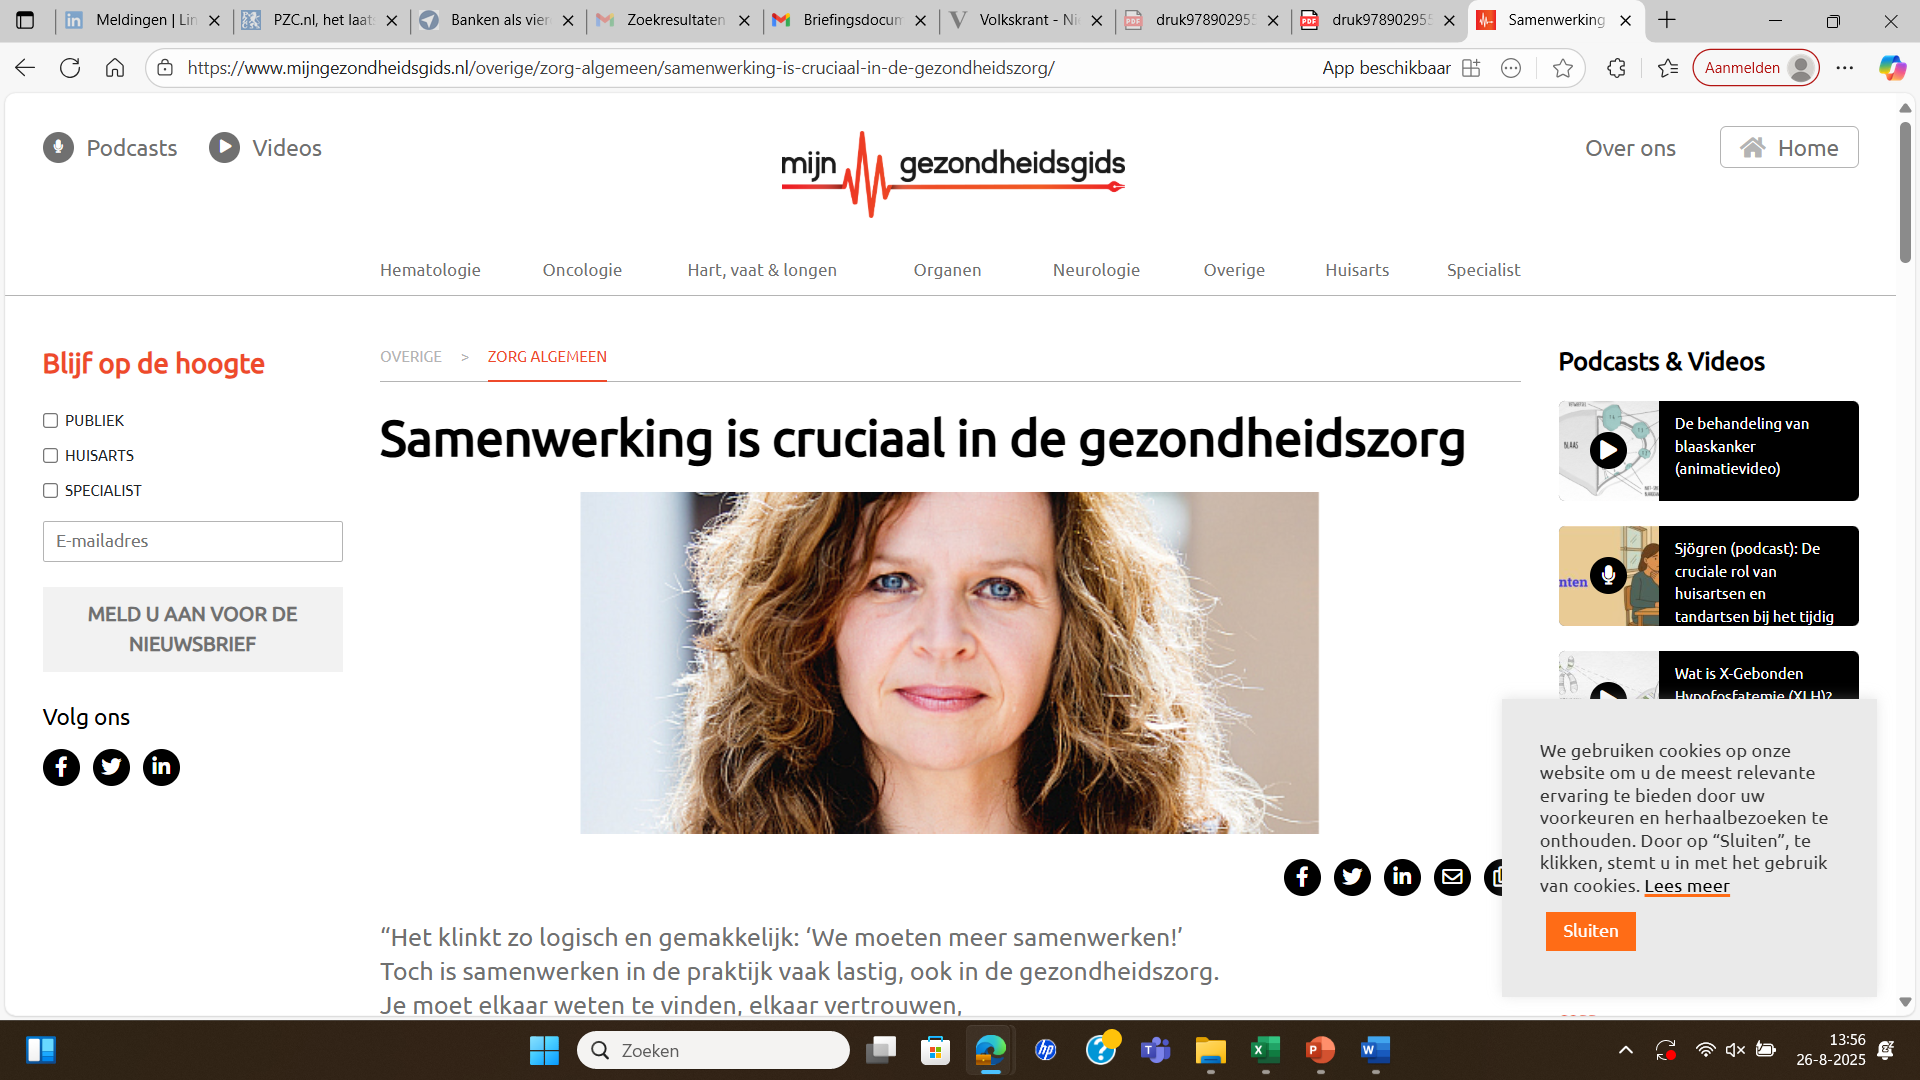 Meldingen | Lin
PZC.nl, het laat
Banken als vier
Zoekresultaten
Briefingsdocum
Volkskrant - Ni
druk978902955
druk978902955
Samenwerking
https://www.mijngezondheidsgids.nl/overige/zorg-algemeen/samenwerking-is-cruciaal-in-de-gezondheidszorg/
App beschikbaar
Aanmelden
Podcasts
Videos
mijn gezondheidsgids
Over ons
Home
Hematologie
Oncologie
Hart, vaat & longen
Organen
Neurologie
Overige
Huisarts
Specialist
Blijf op de hoogte
PUBLIEK
HUISARTS
SPECIALIST
E-mailadres
MELD U AAN VOOR DE
NIEUWSBRIEF
Volg ons
OVERIGE > ZORG ALGEMEEN
Samenwerking is cruciaal in de gezondheidszorg
“Het klinkt zo logisch en gemakkelijk: ‘We moeten meer samenwerken!’
Toch is samenwerken in de praktijk vaak lastig, ook in de gezondheidszorg.
Je moet elkaar weten te vinden, elkaar vertrouwen,
Podcasts & Videos
BLAAS
De behandeling van
blaaskanker
(animatievideo)
nten
Sjögren (podcast): De
cruciale rol van
huisartsen en
tandartsen bij het tijdig
Wat is X-Gebonden
Hypofosfatemie (XLH)?
We gebruiken cookies op onze
website om u de meest relevante
ervaring te bieden door uw
voorkeuren en herhaalbezoeken te
onthouden. Door op “Sluiten”, te
klikken, stemt u in met het gebruik
van cookies. Lees meer
Sluiten
Zoeken
13:56
26-8-2025